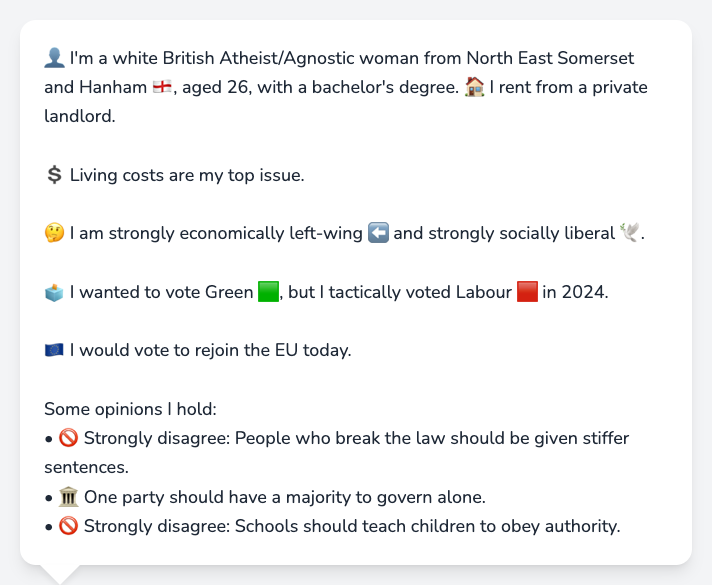 👤 I'm a white British Atheist/Agnostic woman from North East Somerset
and Hanham 🏴󠁧󠁢󠁥󠁮󠁧󠁿, aged 26, with a bachelor's degree. 🏠 I rent from a private
landlord.
💲 Living costs are my top issue.
🤔 I am strongly economically left-wing ⬅️ and strongly socially liberal 🕊️.
🗳️ I wanted to vote Green 🟩, but I tactically voted Labour 🟥 in 2024.
🇪🇺 I would vote to rejoin the EU today.
Some opinions I hold:
• 🚫 Strongly disagree: People who break the law should be given stiffer
sentences.
• 🏛️ One party should have a majority to govern alone.
• 🚫 Strongly disagree: Schools should teach children to obey authority.